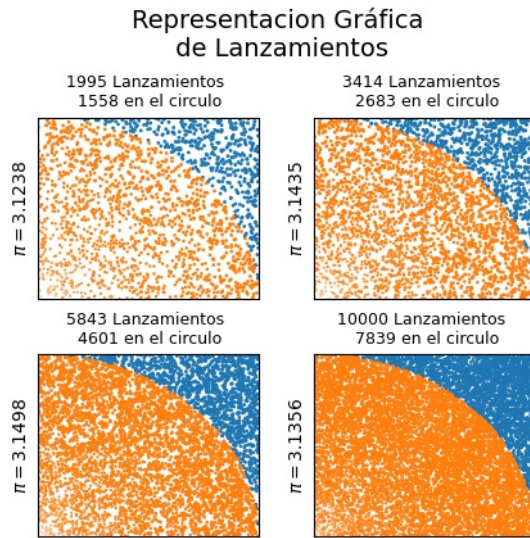 Representacion Gráfica
de Lanzamientos
1995 Lanzamientos
1558 en el circulo
π = 3.1238
3414 Lanzamientos
2683 en el circulo
π = 3.1435
5843 Lanzamientos
4601 en el circulo
π = 3.1498
10000 Lanzamientos
7839 en el circulo
π = 3.1356